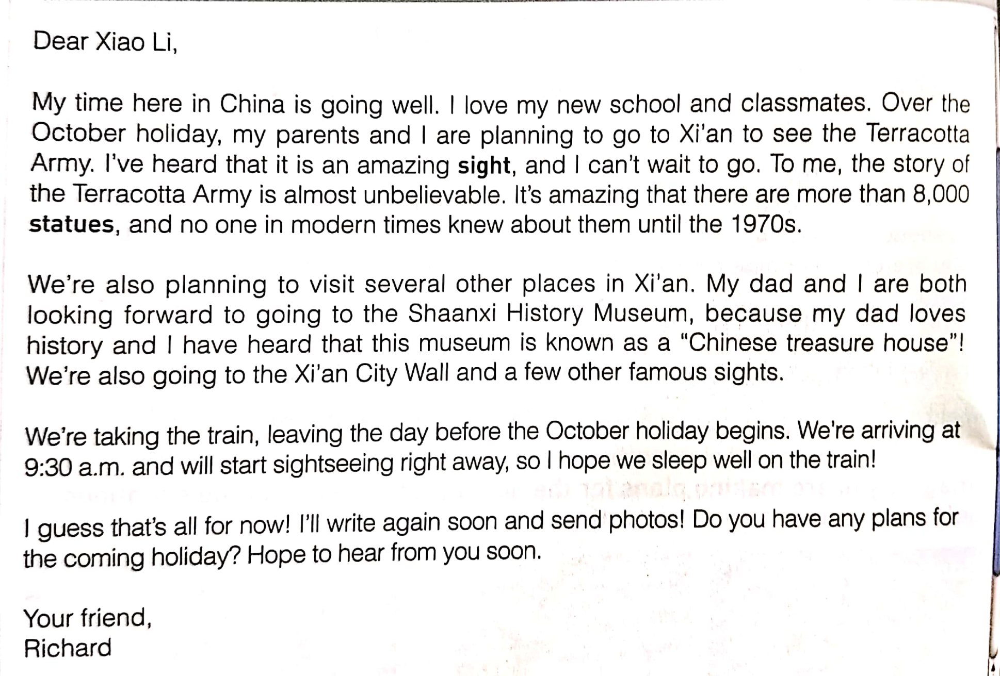 Dear Xiao Li,
My time here in China is going well. I love my new school and classmates. Over the
October holiday, my parents and I are planning to go to Xi'an to see the Terracotta
Army. I've heard that it is an amazing sight, and I can't wait to go. To me, the story of
the Terracotta Army is almost unbelievable. It's amazing that there are more than 8,000
statues, and no one in modern times knew about them until the 1970s.
We're also planning to visit several other places in Xi'an. My dad and I are both
looking forward to going to the Shaanxi History Museum, because my dad loves
history and I have heard that this museum is known as a “Chinese treasure house”!
We're also going to the Xi'an City Wall and a few other famous sights.
We're taking the train, leaving the day before the October holiday begins. We're arriving at
9:30 a.m. and will start sightseeing right away, so I hope we sleep well on the train!
I guess that's all for now! I'll write again soon and send photos! Do you have any plans for
the coming holiday? Hope to hear from you soon.
Your friend,
Richard